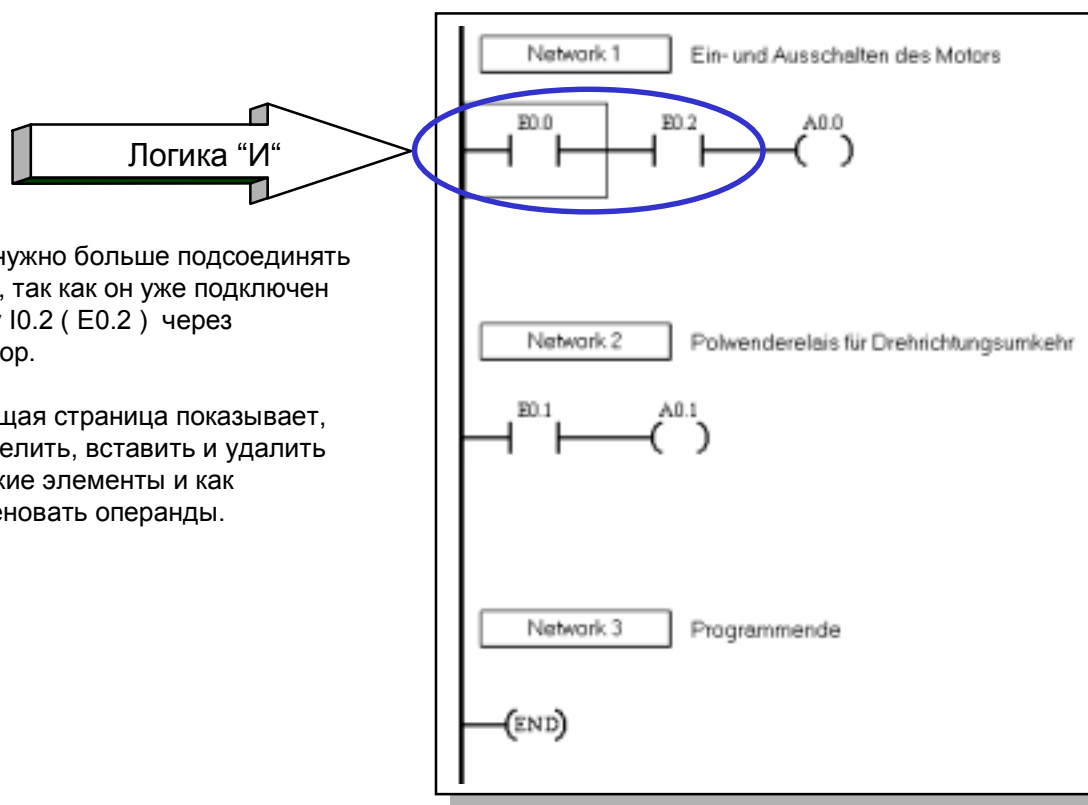 Network 1 Ein- und Ausschalten des Motors
E0.0 E0.2 A0.0
Логика “И“
нужно больше подсоединять
, так как он уже подключен
I0.2 ( E0.2 ) через
ор.
Network 2 Polwenderelais für Drehrichtungsumkehr
E0.1 A0.1
щая страница показывает,
елить, вставить и удалить
кие элементы и как
еновать операнды.
Network 3 Programmende
END